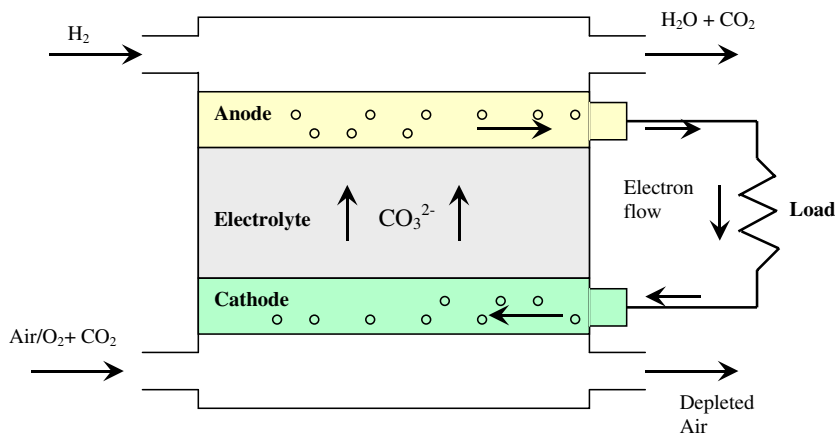 H₂
H₂O + CO₂
Anode
Electrolyte
CO₃²⁻
Electron
flow
Load
Cathode
Air/O₂+ CO₂
Depleted
Air